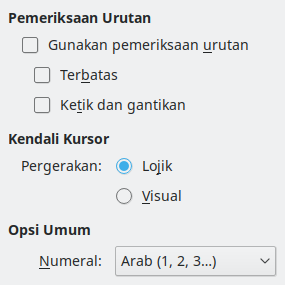 Pemeriksaan Urutan
Gunakan pemeriksaan urutan
Terbatas
Ketik dan gantikan
Kendali Kursor
Pergerakan:
Lojik
Visual
Opsi Umum
Numeral:
Arab (1, 2, 3...)